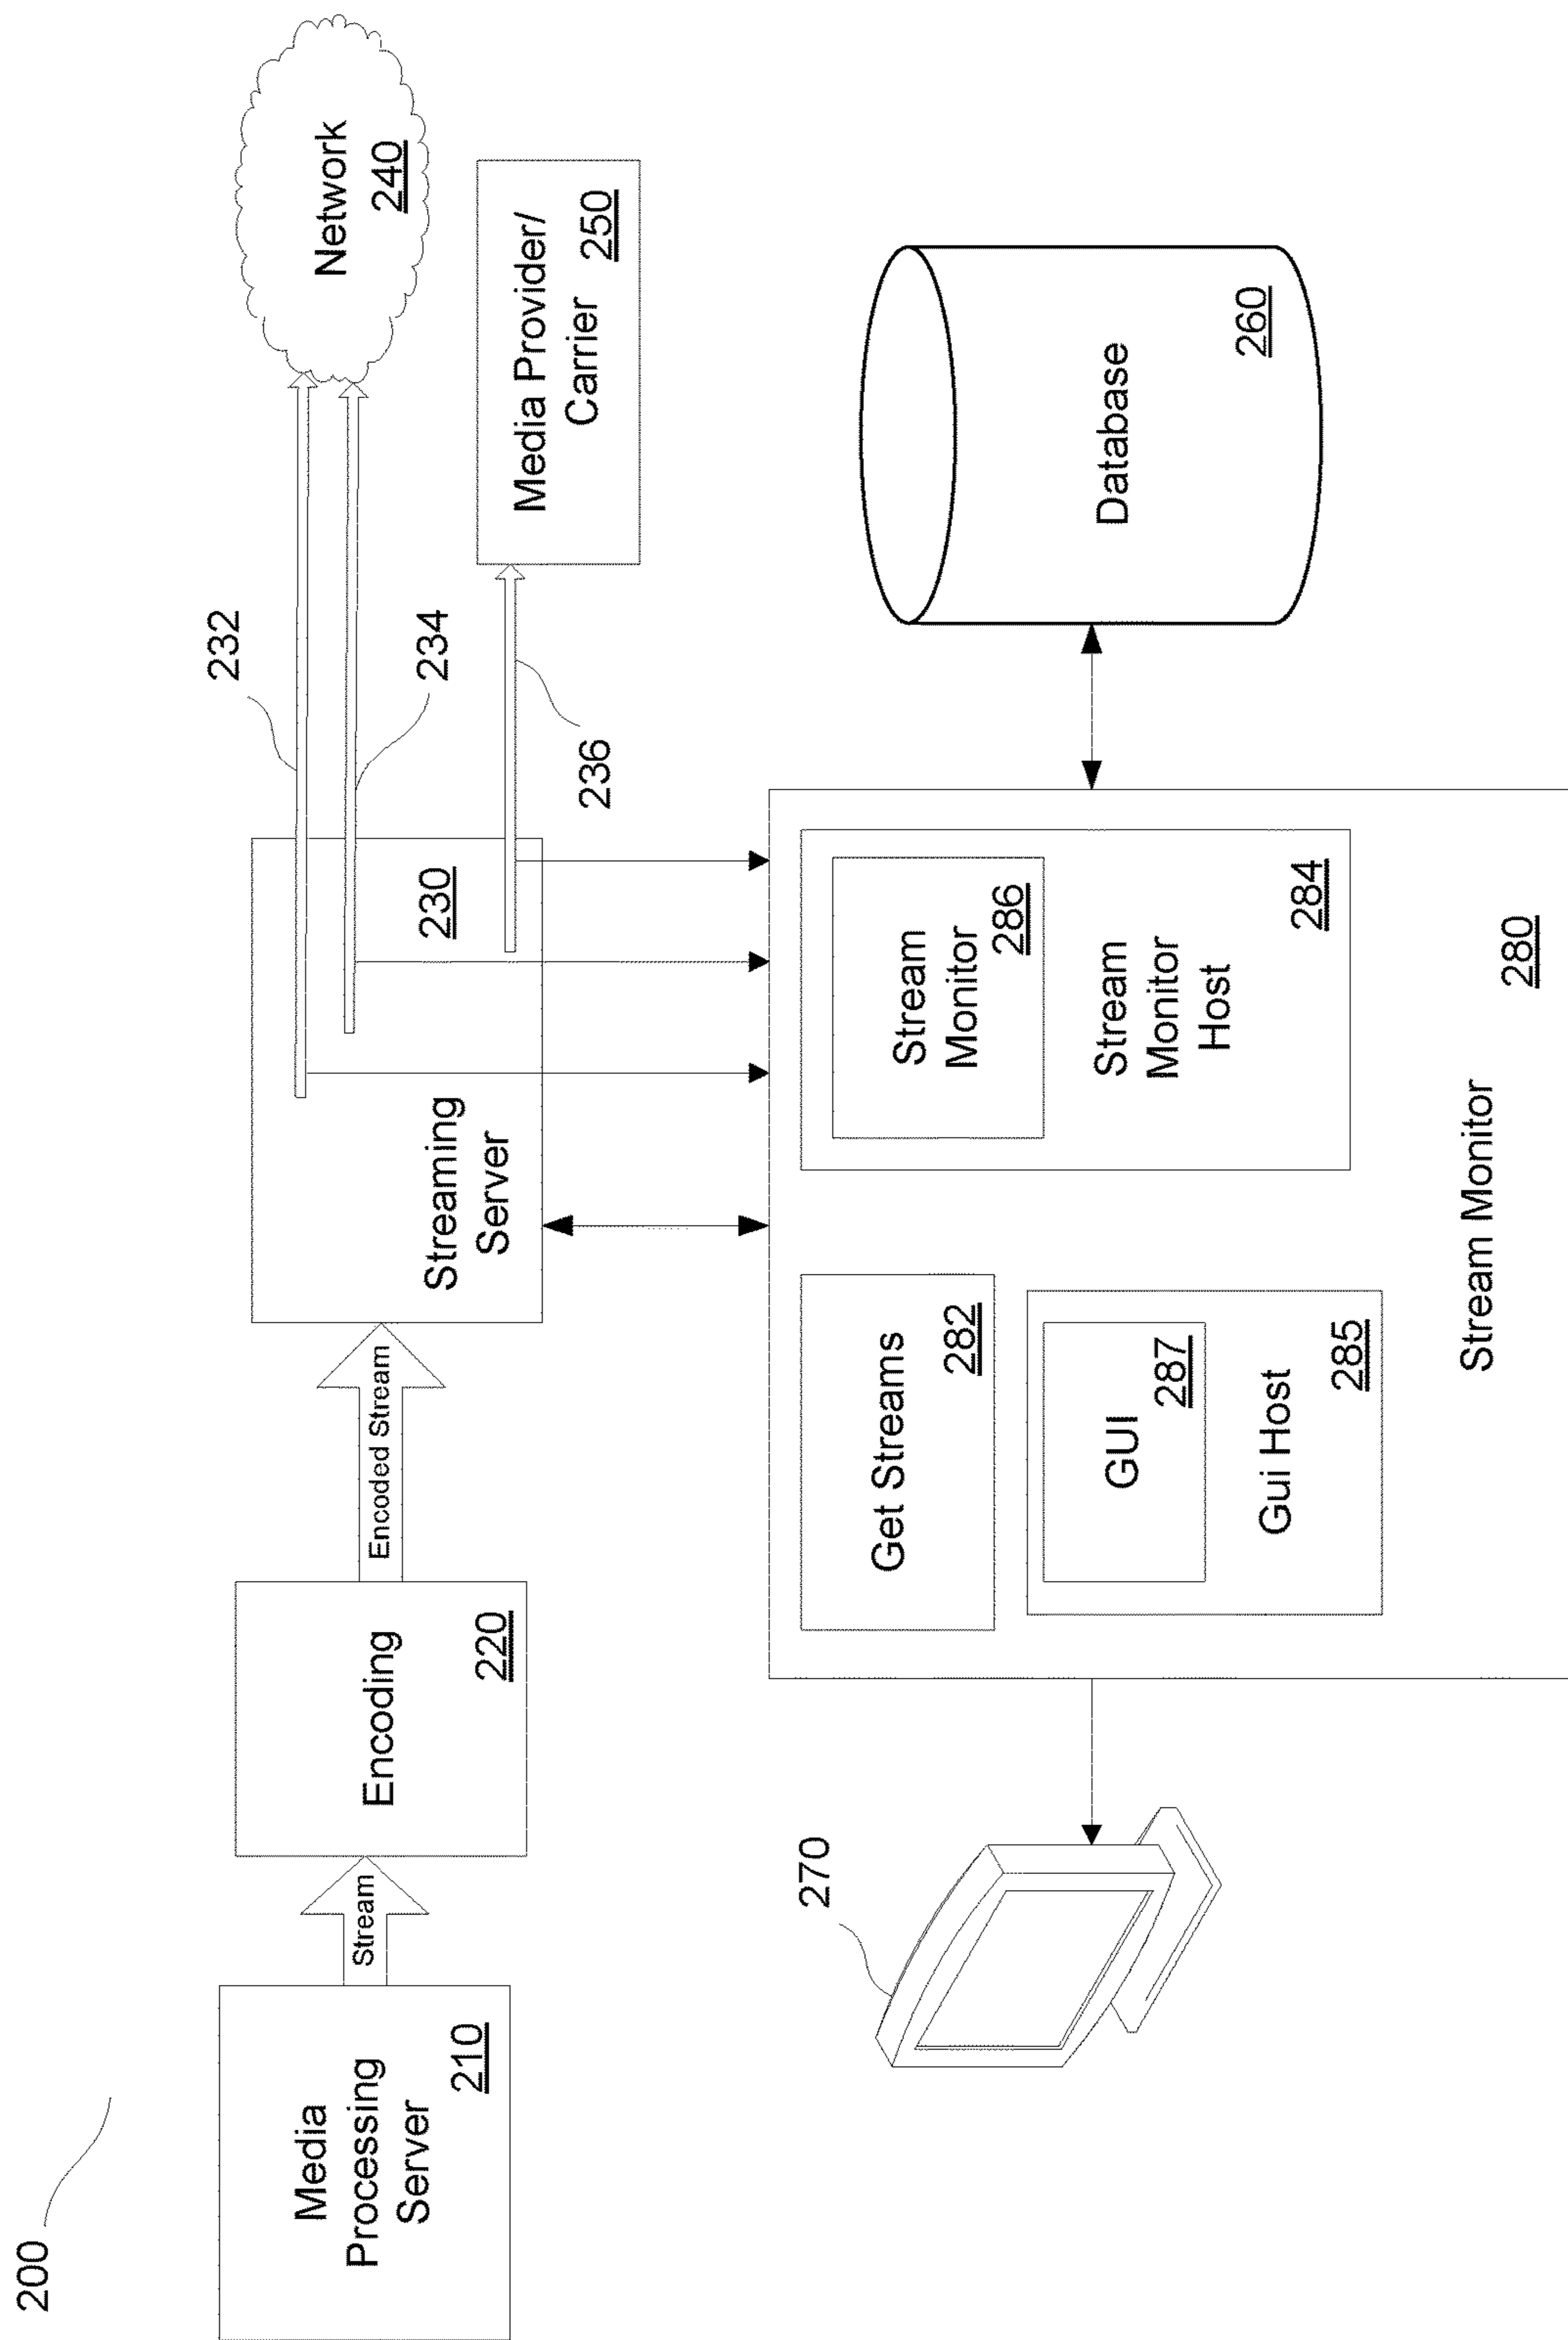 200
Media
Processing
Server
210
Stream
Encoding
220
Encoded Stream
Streaming
Server
230
232
234
236
Network
240
Media Provider/
Carrier 250
270
Get Streams
282
GUI
287
Gui Host
285
Stream
Monitor
286
Stream
Monitor
Host
284
Stream Monitor
280
Database
260